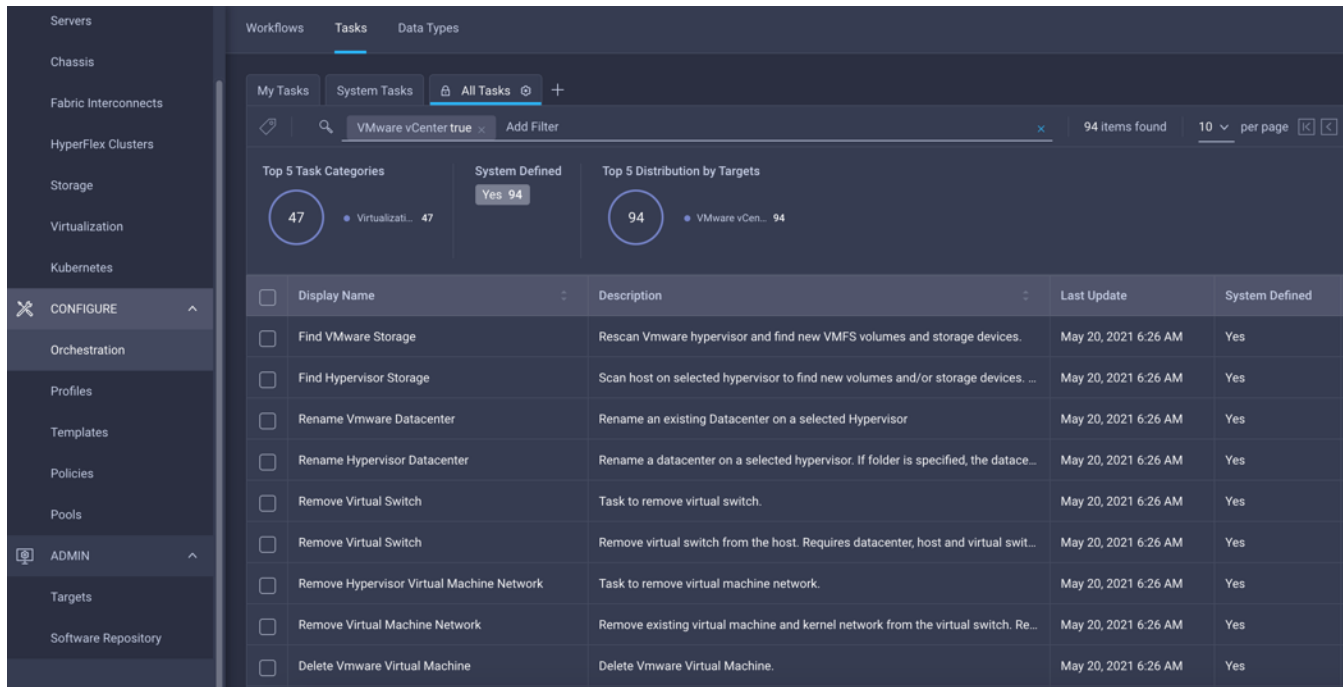 Servers
Chassis
Fabric Interconnects
HyperFlex Clusters
Storage
Virtualization
Kubernetes
CONFIGURE
Orchestration
Profiles
Templates
Policies
Pools
ADMIN
Targets
Software Repository
Workflows Tasks Data Types
My Tasks System Tasks All Tasks +
VMware vCenter true × Add Filter × 94 items found 10 per page
Top 5 Task Categories System Defined Top 5 Distribution by Targets
Yes 94
47 Virtualizati... 47 94 VMware vCen... 94
Display Name Description Last Update System Defined
Find VMware Storage Rescan Vmware hypervisor and find new VMFS volumes and storage devices. May 20, 2021 6:26 AM Yes
Find Hypervisor Storage Scan host on selected hypervisor to find new volumes and/or storage devices. ... May 20, 2021 6:26 AM Yes
Rename Vmware Datacenter Rename an existing Datacenter on a selected Hypervisor May 20, 2021 6:26 AM Yes
Rename Hypervisor Datacenter Rename a datacenter on a selected hypervisor. If folder is specified, the datace... May 20, 2021 6:26 AM Yes
Remove Virtual Switch Task to remove virtual switch. May 20, 2021 6:26 AM Yes
Remove Virtual Switch Remove virtual switch from the host. Requires datacenter, host and virtual swit... May 20, 2021 6:26 AM Yes
Remove Hypervisor Virtual Machine Network Task to remove virtual machine network. May 20, 2021 6:26 AM Yes
Remove Virtual Machine Network Remove existing virtual machine and kernel network from the virtual switch. Re... May 20, 2021 6:26 AM Yes
Delete Vmware Virtual Machine Delete Vmware Virtual Machine. May 20, 2021 6:26 AM Yes